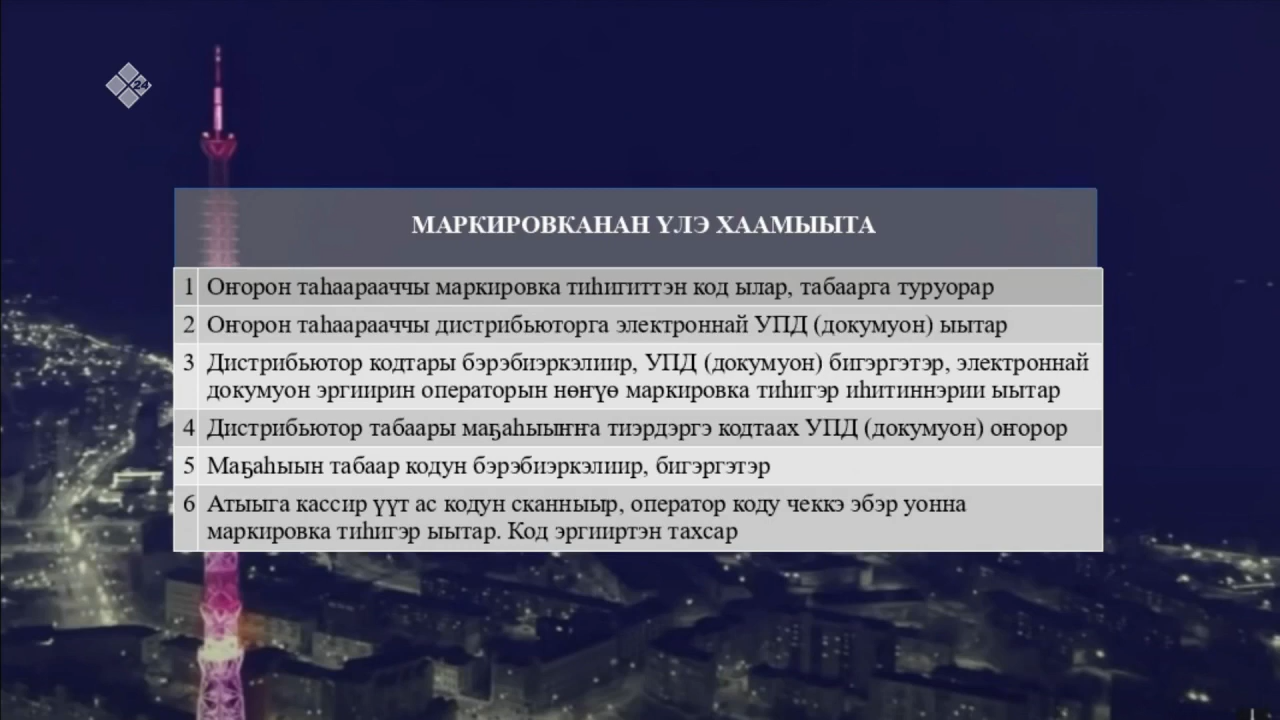 24
МАРКИРОВКАНАН ҮЛЭ ХААМЫЫТА
1 Оҥорон таһаарааччы маркировка тиһигиттэн код ылар, табаарга туруорар
2 Оҥорон таһаарааччы дистрибьюторга электроннай УПД (докумуон) ыытар
3 Дистрибьютор кодтары бэрэбиэркэлиир, УПД (докумуон) бигэргэтэр, электроннай
докумуон эргиирин операторын нөҥүө маркировка тиһигэр иһитиннэрии ыытар
4 Дистрибьютор табаары маҕаһыыҥҥа тиэрдэргэ кодтаах УПД (докумуон) оҥорор
5 Маҕаһыын табаар кодун бэрэбиэркэлиир, бигэргэтэр
6 Атыыга кассир үүт ас кодун сканныыр, оператор коду чеккэ эбэр уонна
маркировка тиһигэр ыытар. Код эргииртэн тахсар